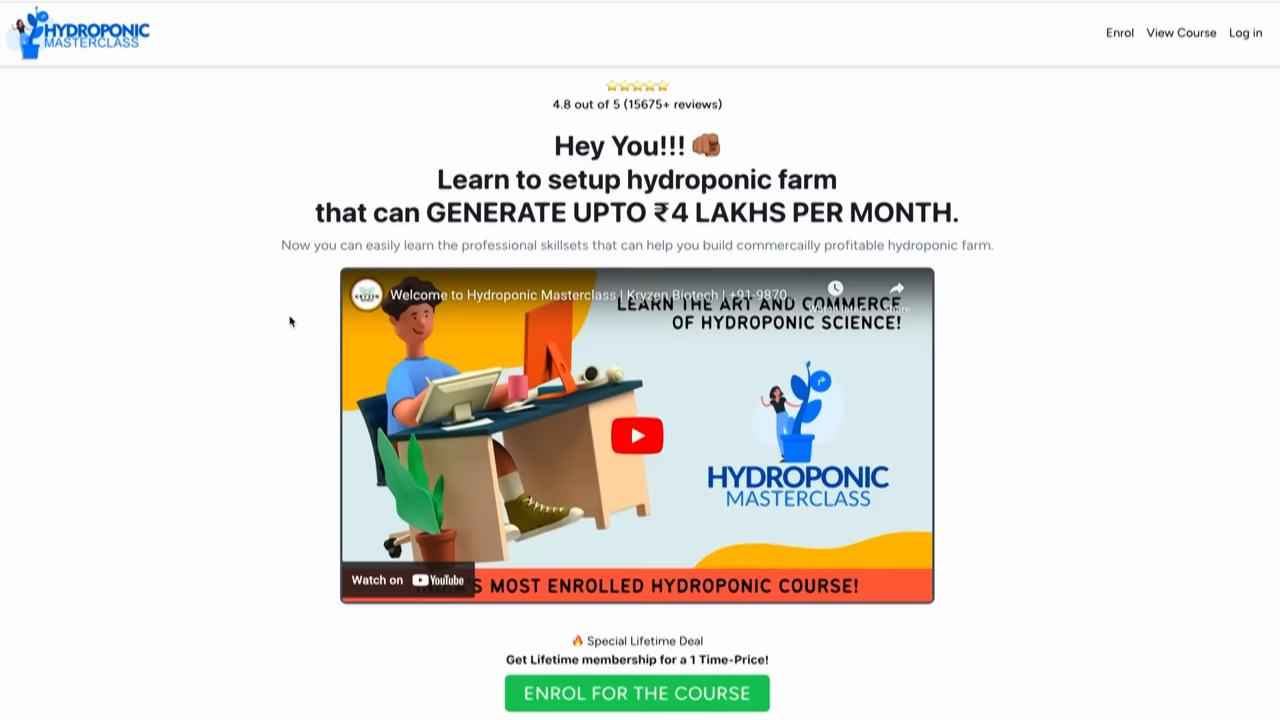 HYDROPONIC
MASTERCLASS
Enrol
View Course
Log in
4.8 out of 5 (15675+ reviews)
Hey You!!!
Learn to setup hydroponic farm
that can GENERATE UPTO ₹4 LAKHS PER MONTH.
Now you can easily learn the professional skillsets that can help you build commercailly profitable hydroponic farm.
KRYZEN
Welcome to Hydroponic Masterclass | Kryzen Biotech | +91-9870...
LEARN THE ART AND COMMERCE
OF HYDROPONIC SCIENCE!
Share
HYDROPONIC
MASTERCLASS
Watch on YouTube
'S MOST ENROLLED HYDROPONIC COURSE!
Special Lifetime Deal
Get Lifetime membership for a 1 Time-Price!
ENROL FOR THE COURSE